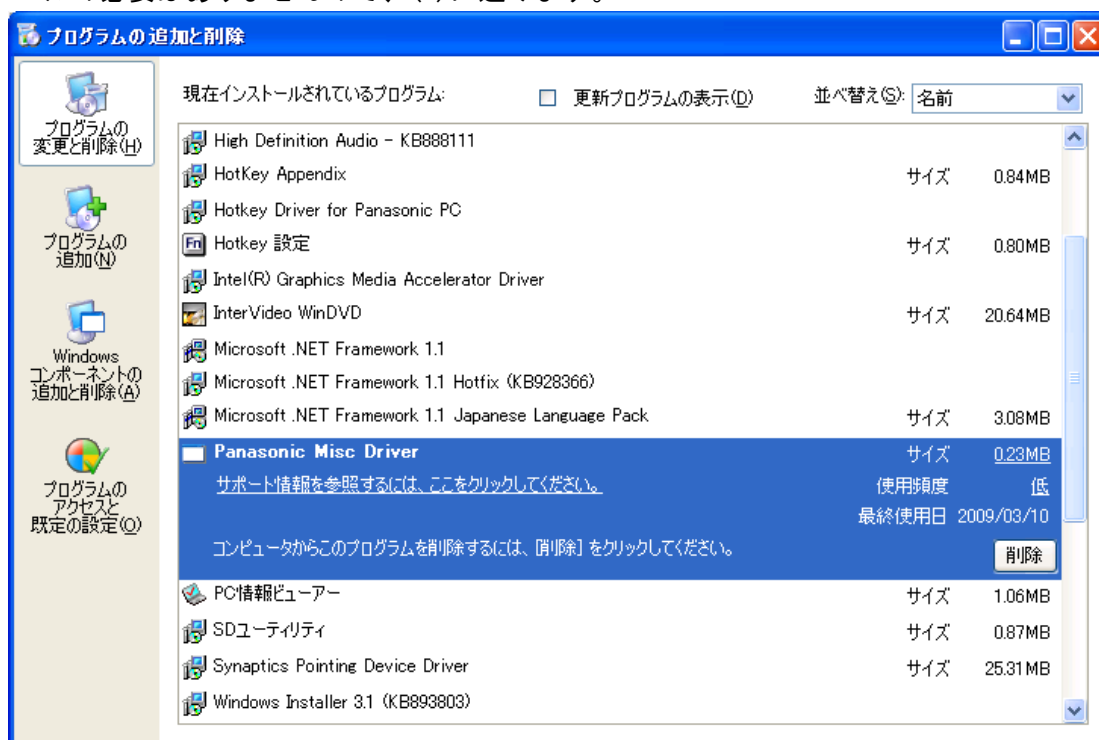 プログラムの追加と削除
現在インストールされているプログラム:
更新プログラムの表示(D)
並べ替え(S):
名前
プログラムの
変更と削除(H)
プログラムの
追加(N)
Windows
コンポーネントの
追加と削除(A)
プログラムの
アクセスと
既定の設定(O)
High Definition Audio - KB888111
HotKey Appendix サイズ 0.84MB
Hotkey Driver for Panasonic PC
Fn Hotkey 設定 サイズ 0.80MB
Intel(R) Graphics Media Accelerator Driver
InterVideo WinDVD サイズ 20.64MB
Microsoft .NET Framework 1.1
Microsoft .NET Framework 1.1 Hotfix (KB928366)
Microsoft .NET Framework 1.1 Japanese Language Pack サイズ 3.08MB
Panasonic Misc Driver サイズ 0.23MB
サポート情報を参照するには、ここをクリックしてください。 使用頻度 低
最終使用日 2009/03/10
コンピュータからこのプログラムを削除するには、[削除] をクリックしてください。 削除
PC情報ビューアー サイズ 1.06MB
SDユーティリティ サイズ 0.87MB
Synaptics Pointing Device Driver サイズ 25.31MB
Windows Installer 3.1 (KB893803)